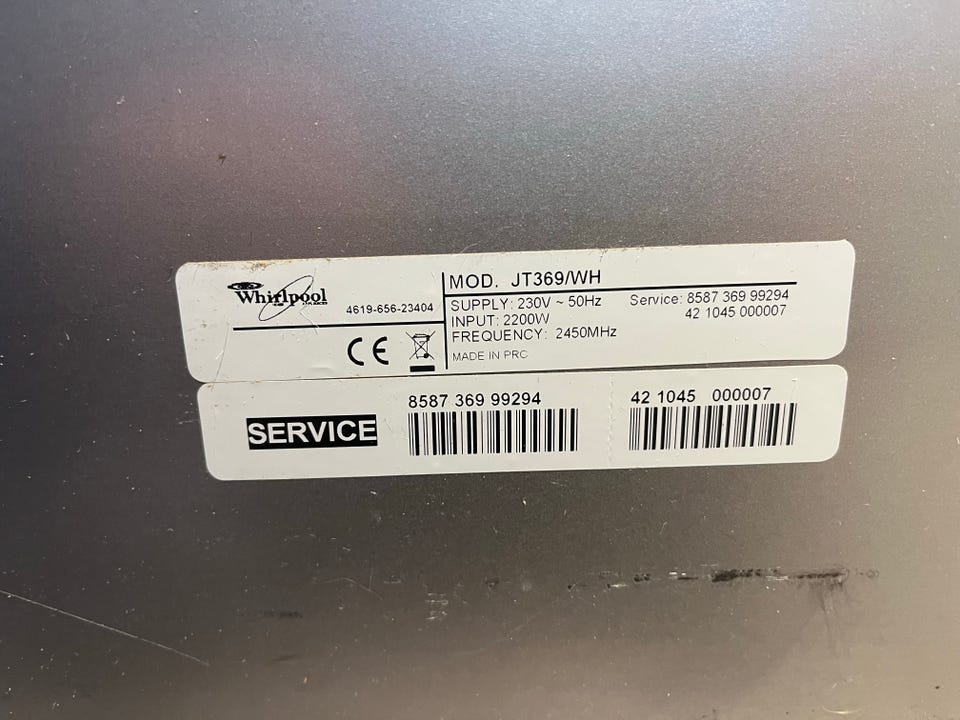 Whirlpool
4619-656-23404
MOD. JT369/WH
SUPPLY: 230V ~ 50Hz
INPUT: 2200W
FREQUENCY: 2450MHz
MADE IN PRC
Service: 8587 369 99294
42 1045 000007
CE
SERVICE
8587 369 99294
42 1045 000007